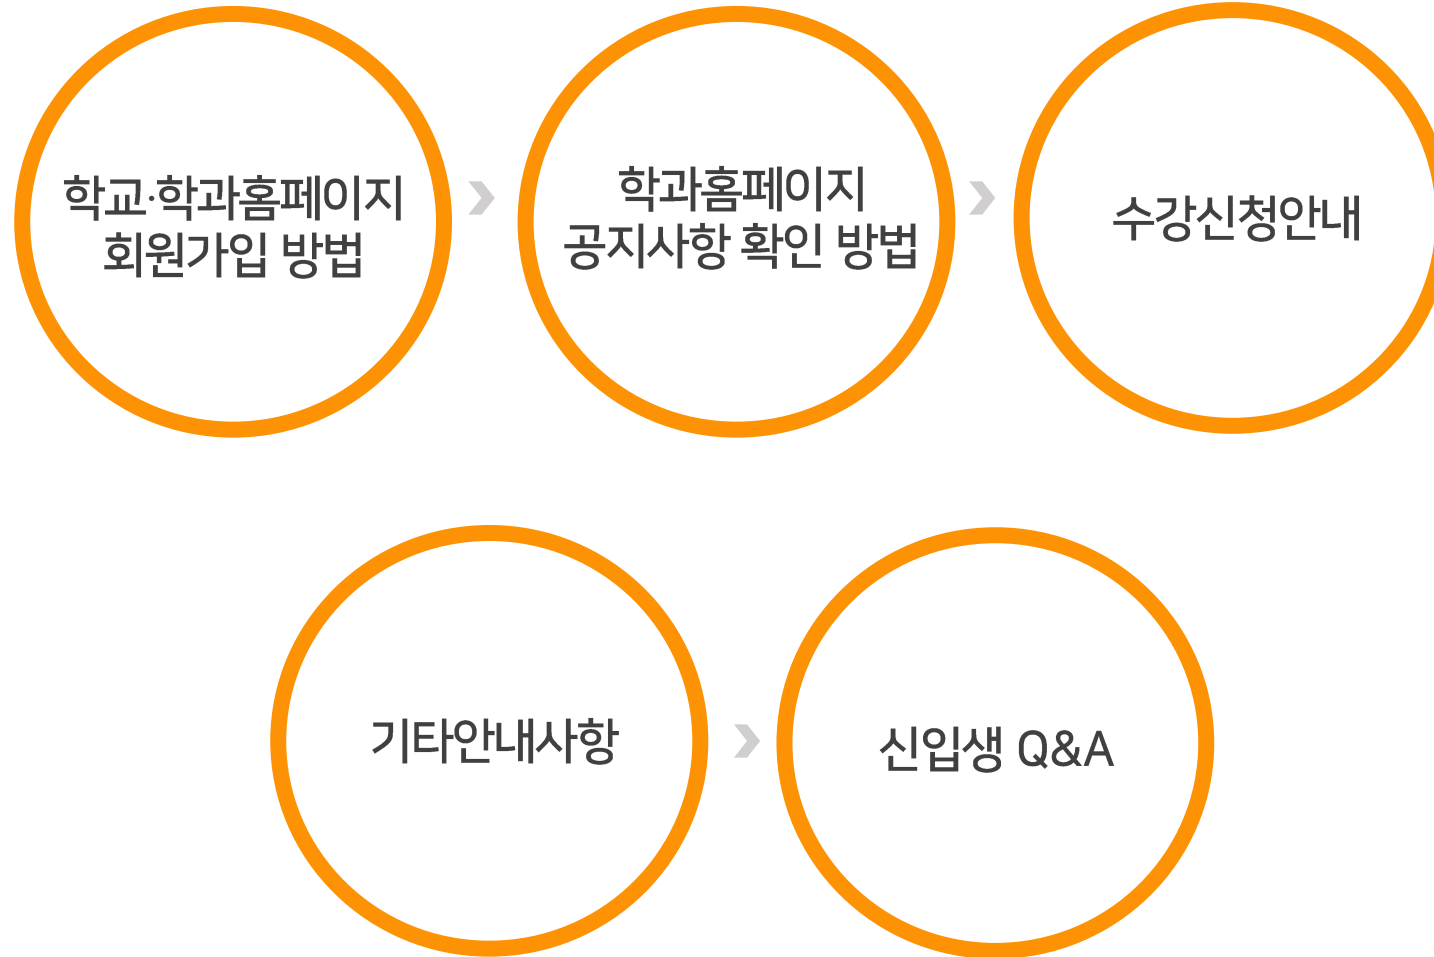 학교·학과홈페이지
회원가입 방법
학과홈페이지
공지사항 확인 방법
수강신청안내
기타안내사항
신입생 Q&A